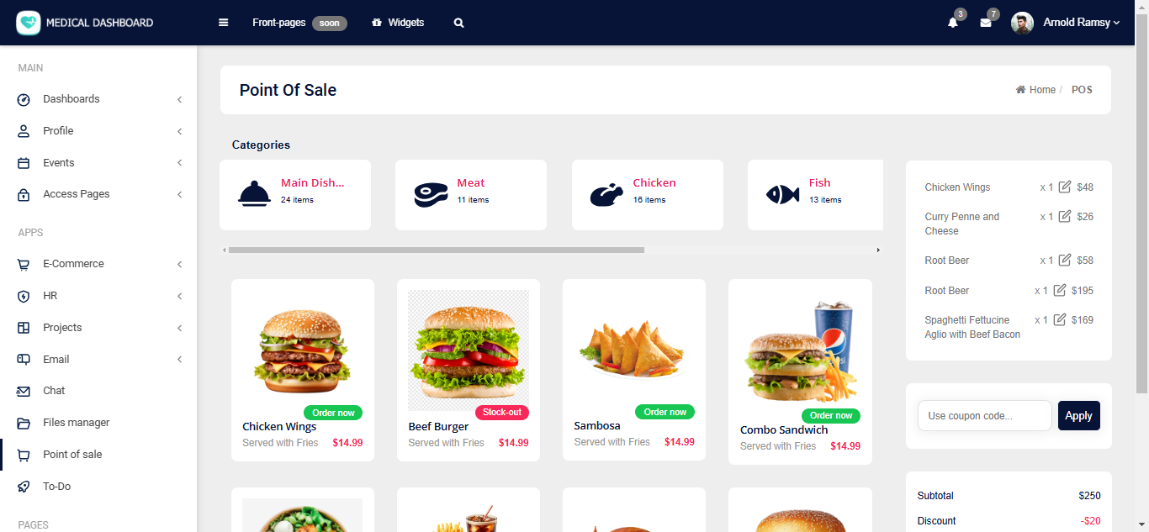 MEDICAL DASHBOARD
Front-pages soon
Widgets
3
7
Arnold Ramsy
MAIN
Dashboards
Profile
Events
Access Pages
APPS
E-Commerce
HR
Projects
Email
Chat
Files manager
Point of sale
To-Do
PAGES
Point Of Sale
Home / POS
Categories
Main Dish...
24 items
Meat
11 items
Chicken
16 items
Fish
13 items
Order now
Chicken Wings
Served with Fries $14.99
Stock-out
Beef Burger
Served with Fries $14.99
Order now
Sambosa
Served with Fries $14.99
Order now
Combo Sandwich
Served with Fries $14.99
Chicken Wings x 1 $48
Curry Penne and x 1 $26
Cheese
Root Beer x 1 $58
Root Beer x 1 $195
Spaghetti Fettucine x 1 $169
Aglio with Beef Bacon
Use coupon code...
Apply
Subtotal $250
Discount -$20